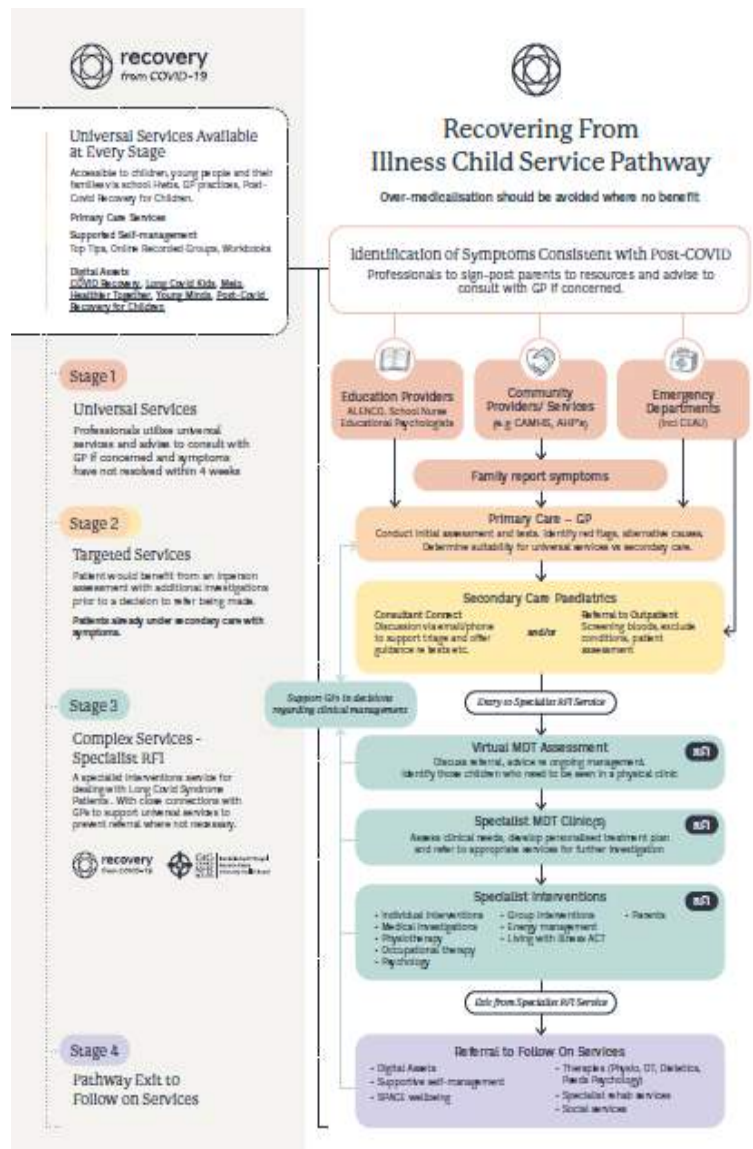 recovery
from COVID-19
Universal Services Available
at Every Stage
Accessible to children, young people and their
families via school Hwbs, GP practices, Post-
Covid Recovery for Children.
Primary Care Services
Supported Self-management
Top Tips, Online Recorded Groups, Workbooks
Digital Assets
COVID Recovery, Long Covid Kids,
Healthier Together, Young Minds, Post-Covid
Recovery for Children
Stage 1
Universal Services
Professionals utilise universal
services and advise to consult with
GP if concerned and symptoms
have not resolved within 4 weeks
Stage 2
Targeted Services
Patient would benefit from an inperson
assessment with additional investigations
prior to a decision to refer being made.
Patients already under secondary care with
symptoms.
Stage 3
Complex Services -
Specialist RFI
A specialist interventions service for
dealing with Long Covid Syndrome
Patients. With close connections with
GPs to support universal services to
prevent referral where not necessary.
recovery
from COVID-19
Stage 4
Pathway Exit to
Follow on Services
Recovering From
Illness Child Service Pathway
Over-medicalisation should be avoided where no benefit
Identification of Symptoms Consistent with Post-COVID
Professionals to sign-post parents to resources and advise to
consult with GP if concerned.
Education Providers
ALENCO, School Nurse
Educational Psychologists
Community
Providers/ Services
(e.g CAMHS, AHP's)
Emergency
Departments
(incl CEAU)
Family report symptoms
Primary Care – GP
Conduct initial assessment and tests. Identify red flags, alternative causes.
Determine suitability for universal services vs secondary care.
Secondary Care Paediatrics
Consultant Connect
Discussion via email/phone
to support triage and offer
guidance re tests etc.
and/or
Referral to Outpatient
Screening bloods, exclude
conditions, patient
assessment
Support GPs in decisions
regarding clinical management
Entry to Specialist RFI Service
Virtual MDT Assessment
RFI
Discuss referral, advice re ongoing management.
Identify those children who need to be seen in a physical clinic
Specialist MDT Clinic(s)
RFI
Assess clinical needs, develop personalised treatment plan
and refer to appropriate services for further investigation
Specialist Interventions
RFI
- Individual Interventions
- Medical Investigations
- Physiotherapy
- Occupational therapy
- Psychology
- Group Interventions
- Energy management
- Living with Illness ACT
- Parents
Exit from Specialist RFI Service
Referral to Follow On Services
- Digital Assets
- Supportive self-management
- SPACE wellbeing
- Therapies (Physio, OT, Dietetics,
Paeds Psychology)
- Specialist rehab services
- Social services